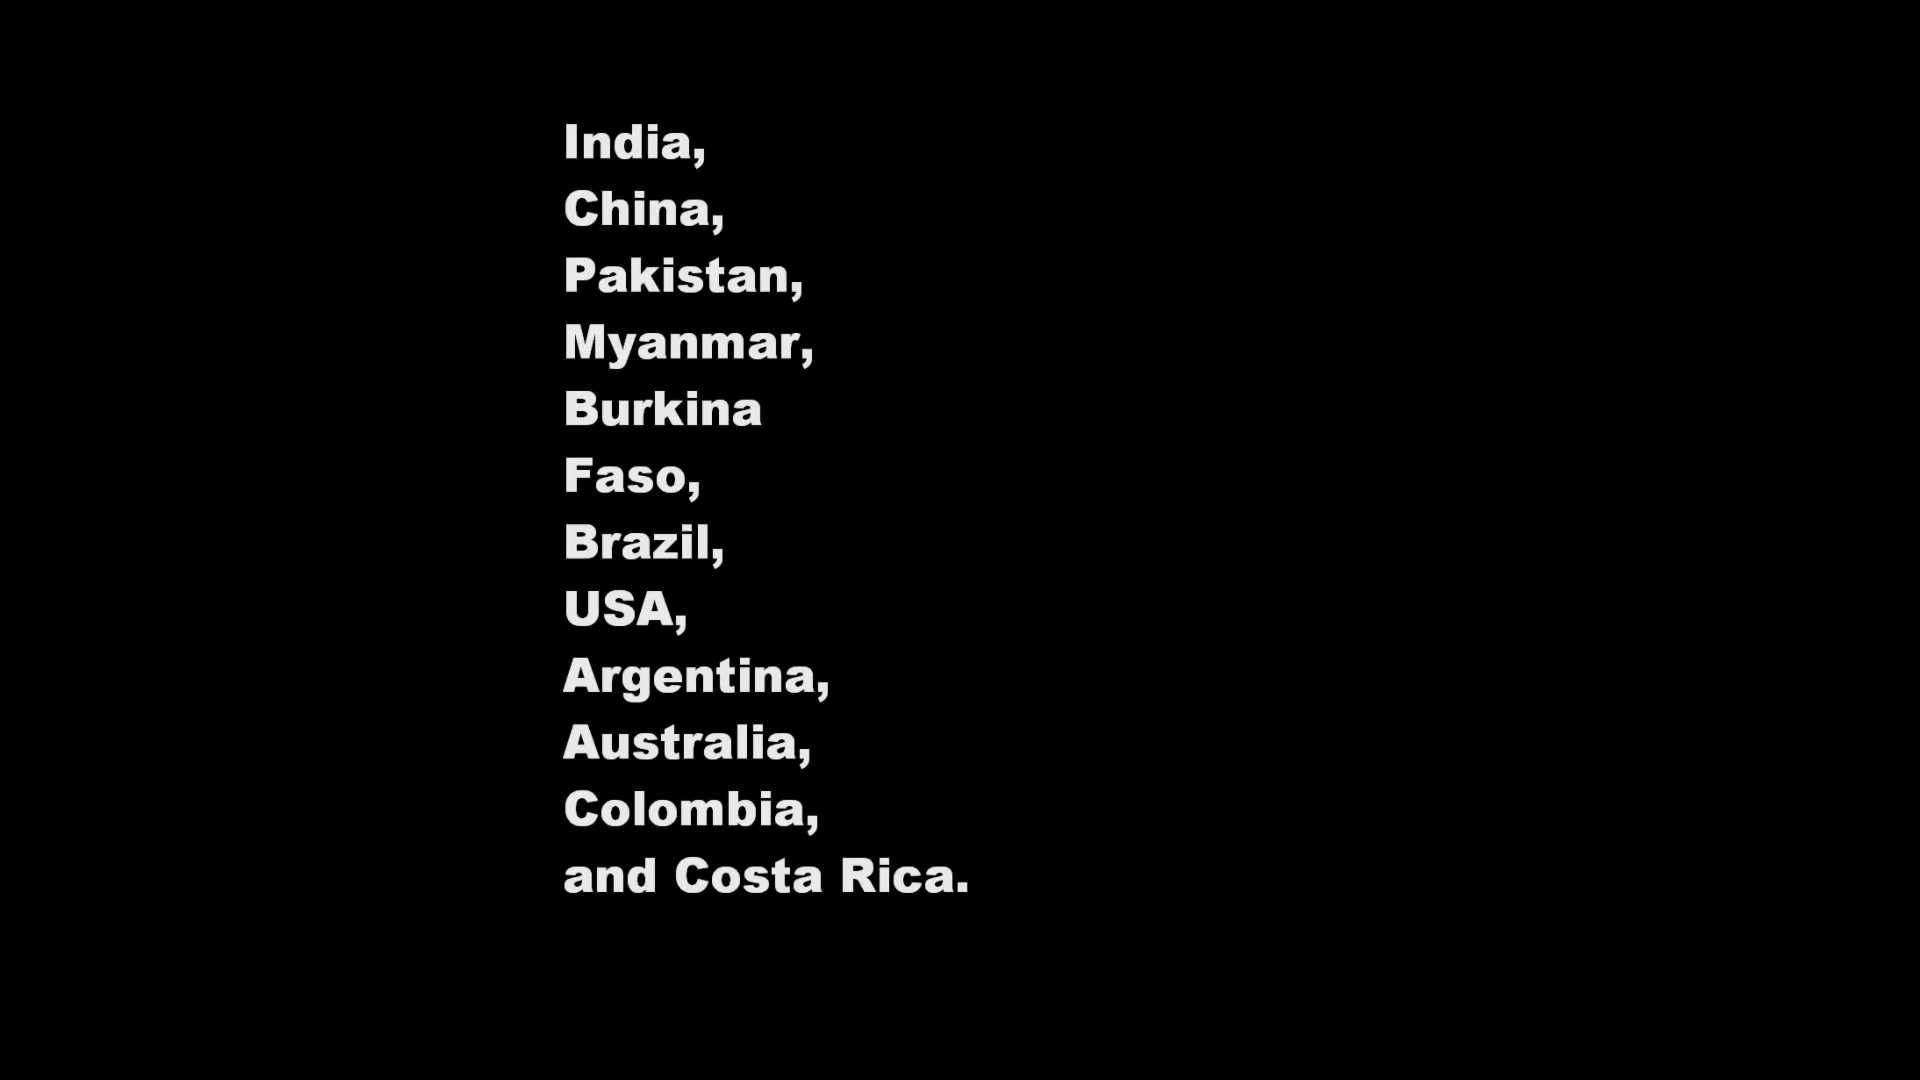 India,
China,
Pakistan,
Myanmar,
Burkina
Faso,
Brazil,
USA,
Argentina,
Australia,
Colombia,
and Costa Rica.